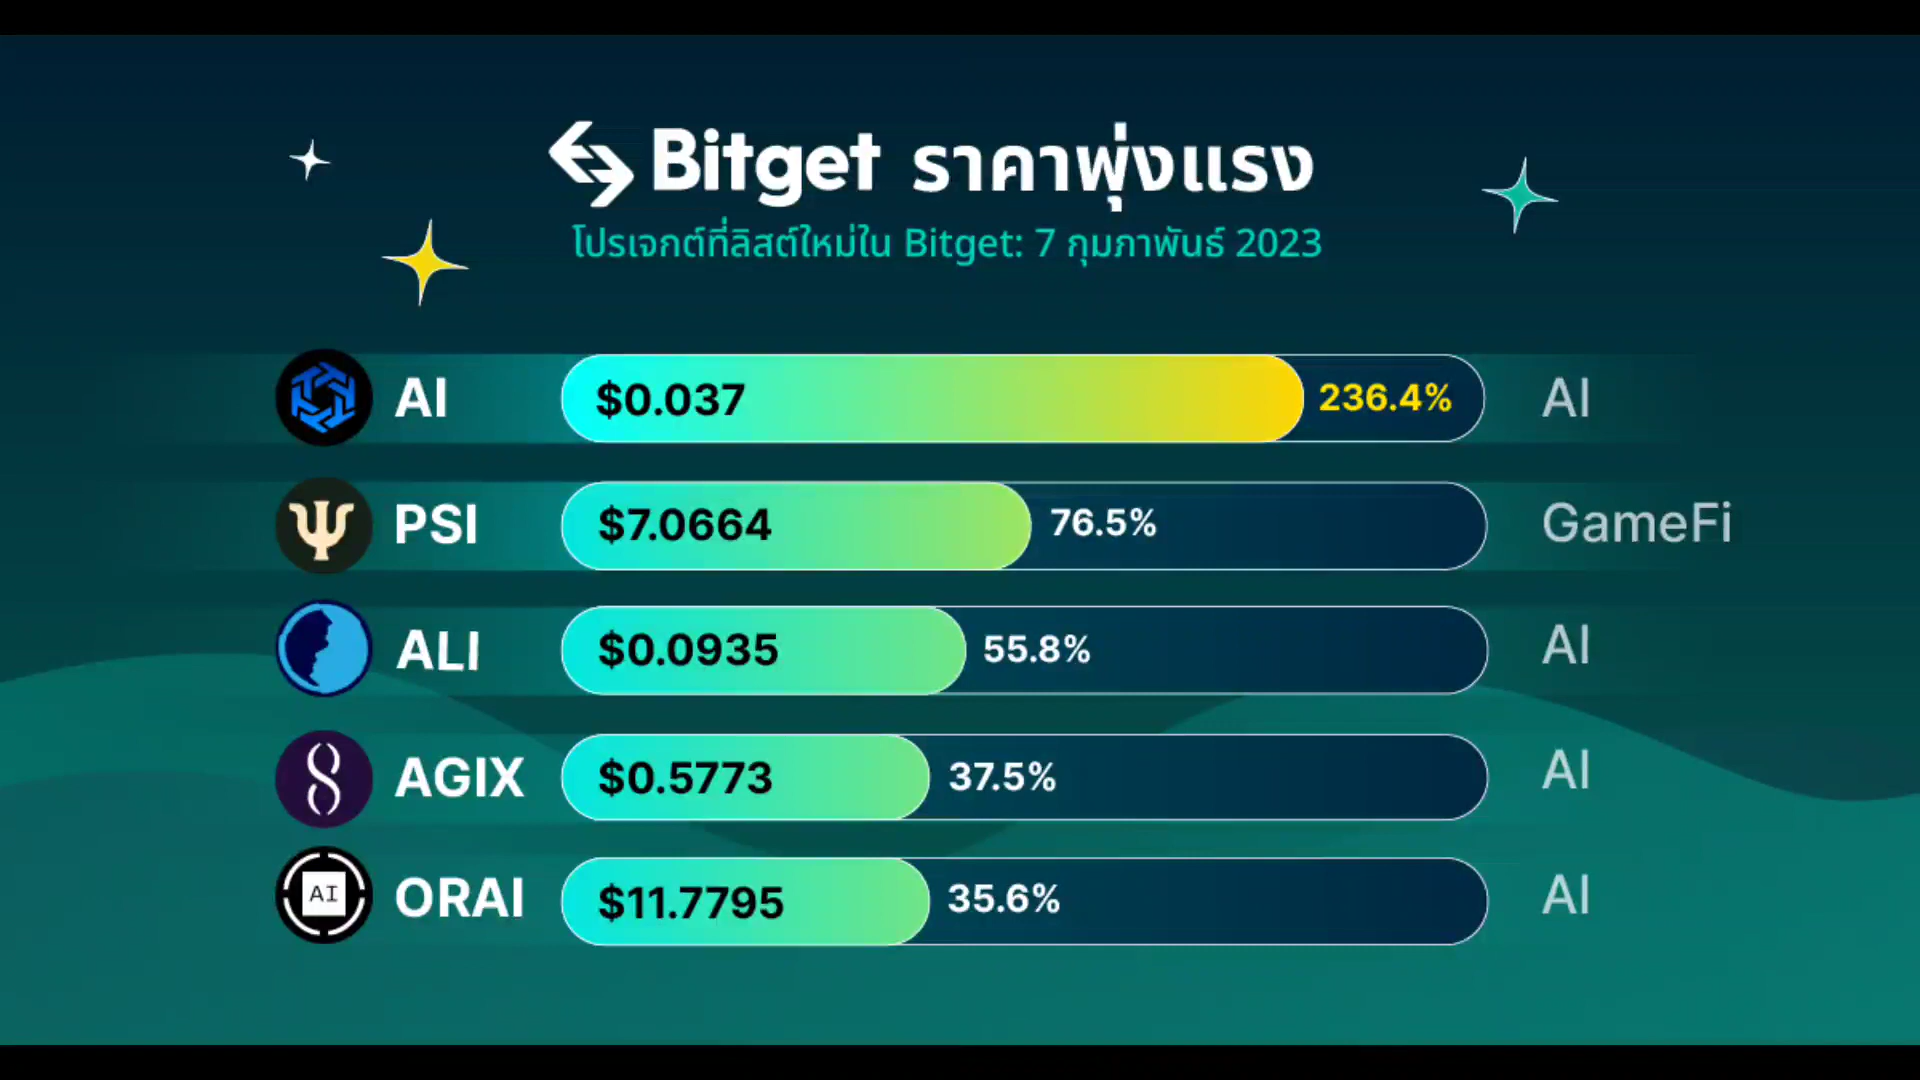 Bitget ราคาพุ่งแรง
โปรเจกต์ที่ลิสต์ใหม่ใน Bitget: 7 กุมภาพันธ์ 2023
AI $0.037 236.4% AI
PSI $7.0664 76.5% GameFi
ALI $0.0935 55.8% AI
AGIX $0.5773 37.5% AI
AI ORAI $11.7795 35.6% AI